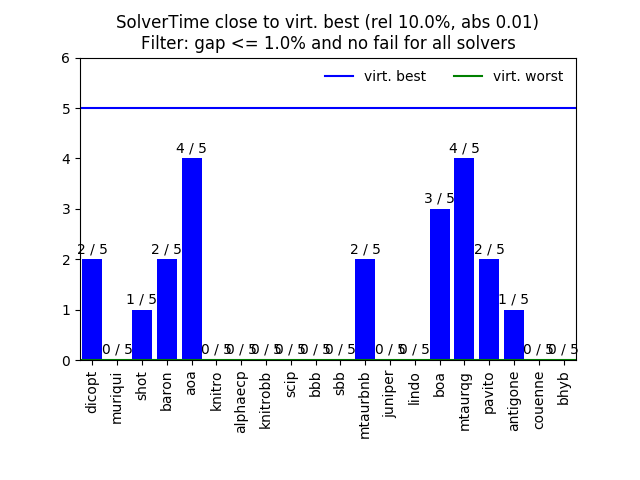 SolverTime close to virt. best (rel 10.0%, abs 0.01)
Filter: gap <= 1.0% and no fail for all solvers
virt. best
virt. worst
6
5
4
3
2
1
0
2 / 5
0 / 5
1 / 5
2 / 5
4 / 5
0 / 5
0 / 5
0 / 5
0 / 5
0 / 5
0 / 5
2 / 5
0 / 5
0 / 5
3 / 5
4 / 5
2 / 5
1 / 5
0 / 5
0 / 5
dicopt
muriqui
shot
baron
aoa
knitro
alphaecp
knitrobb
scip
bbb
sbb
mtaurbnb
juniper
lindo
boa
mtaurqg
pavito
antigone
couenne
bhyb